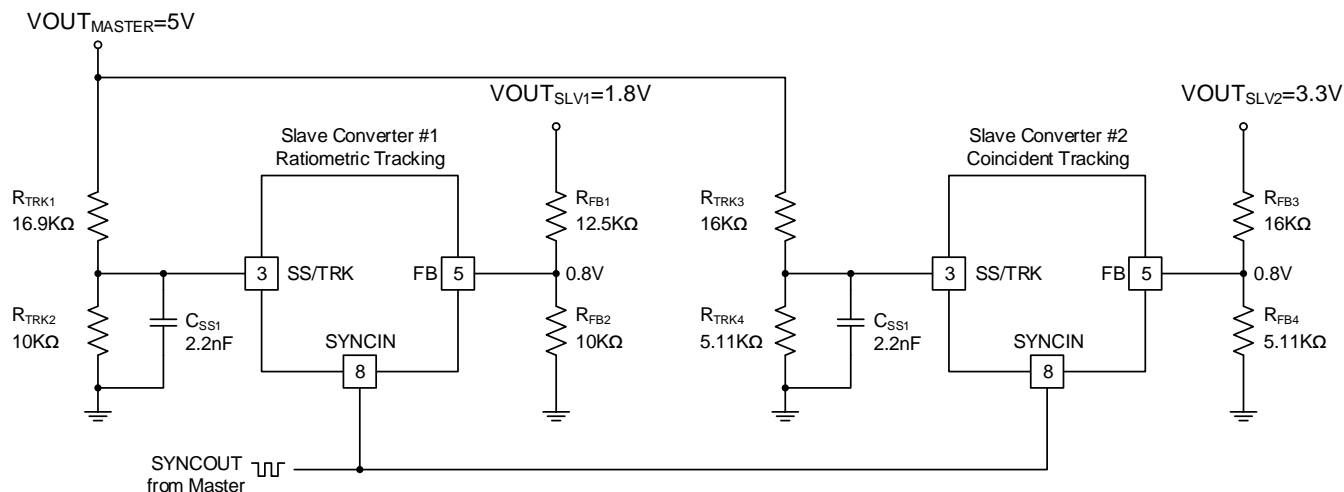 VOUTMASTER=5V
VOUTSLV1=1.8V
VOUTSLV2=3.3V
Slave Converter #1
Ratiometric Tracking
Slave Converter #2
Coincident Tracking
RTRK1
16.9KΩ
RFB1
12.5KΩ
RTRK3
16KΩ
RFB3
16KΩ
3
SS/TRK
FB
5
0.8V
3
SS/TRK
FB
5
0.8V
RTRK2
10KΩ
CSS1
2.2nF
SYNCIN
8
RFB2
10KΩ
RTRK4
5.11KΩ
CSS1
2.2nF
SYNCIN
8
RFB4
5.11KΩ
SYNCOUT
from Master